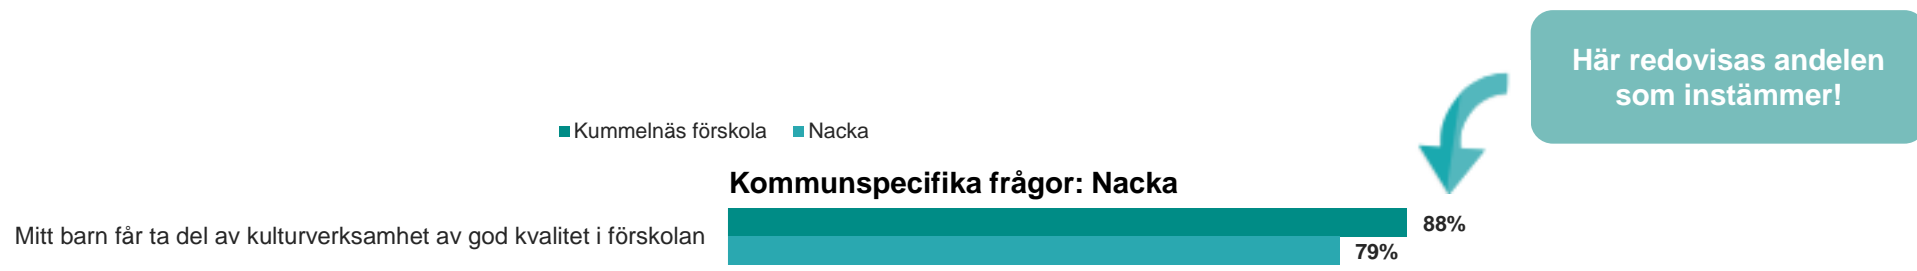 Här redovisas andelen
som instämmer!
Kummelnäs förskola Nacka
Kommunspecifika frågor: Nacka
Mitt barn får ta del av kulturverksamhet av god kvalitet i förskolan
88%
79%